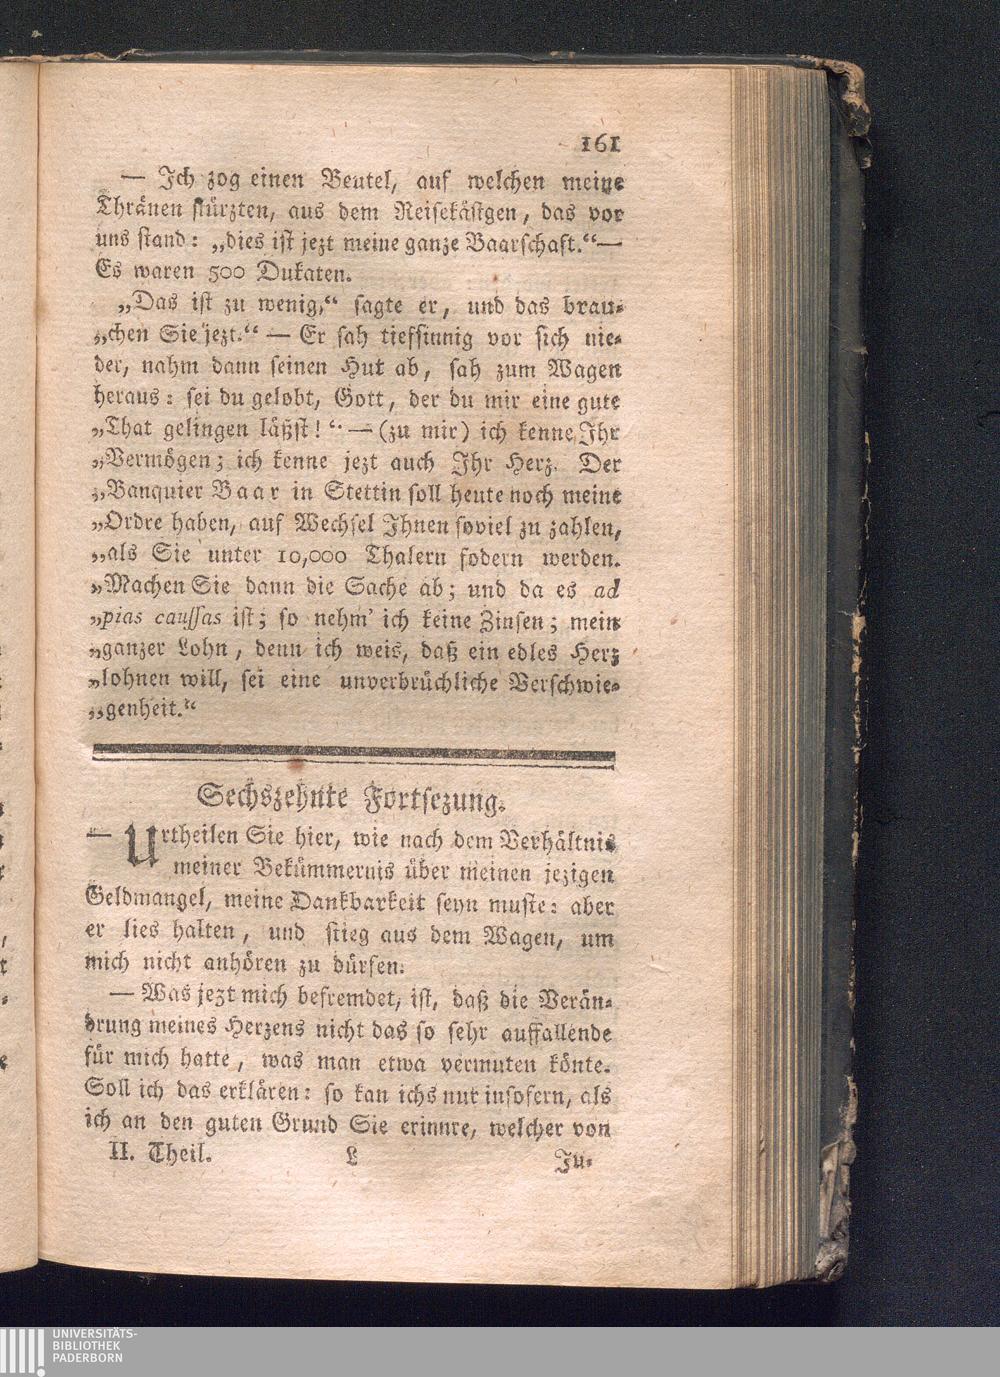 161
— Ich zog einen Beutel, auf welchen meine
Thränen stürzten, aus dem Reisekästgen, das vor
uns stand: „dies ist jezt meine ganze Baarschaft.“—
Es waren 500 Dukaten.
„Das ist zu wenig,“ sagte er, und das brau-
„chen Sie jezt.“ — Er sah tiefsinnig vor sich nie-
der, nahm dann seinen Hut ab, sah zum Wagen
heraus: sei du gelobt, Gott, der du mir eine gute
„That gelingen läßst! “ — (zu mir) ich kenne Ihr
„Vermögen; ich kenne jezt auch Ihr Herz. Der
„Banquier Baar in Stettin soll heute noch meine
„Ordre haben, auf Wechsel Ihnen soviel zu zahlen,
„als Sie unter 10,000 Thalern fodern werden.
„Machen Sie dann die Sache ab; und da es ad
„pias caussas ist; so nehm' ich keine Zinsen; mein
„ganzer Lohn, denn ich weis, daß ein edles Herz
„lohnen will, sei eine unverbrüchliche Verschwie-
„genheit.“
Sechszehnte Fortsezung.
— Urtheilen Sie hier, wie nach dem Verhältnis
meiner Bekümmernis über meinen jezigen
Geldmangel, meine Dankbarkeit seyn muste: aber
er lies halten, und stieg aus dem Wagen, um
mich nicht anhören zu dürfen.
— Was jezt mich befremdet, ist, daß die Verän-
drung meines Herzens nicht das so sehr auffallende
für mich hatte, was man etwa vermuten könte.
Soll ich das erklären: so kan ichs nur insofern, als
ich an den guten Grund Sie erinnre, welcher von
II. Theil. L Ju-
UNIVERSITÄTS-
BIBLIOTHEK
PADERBORN